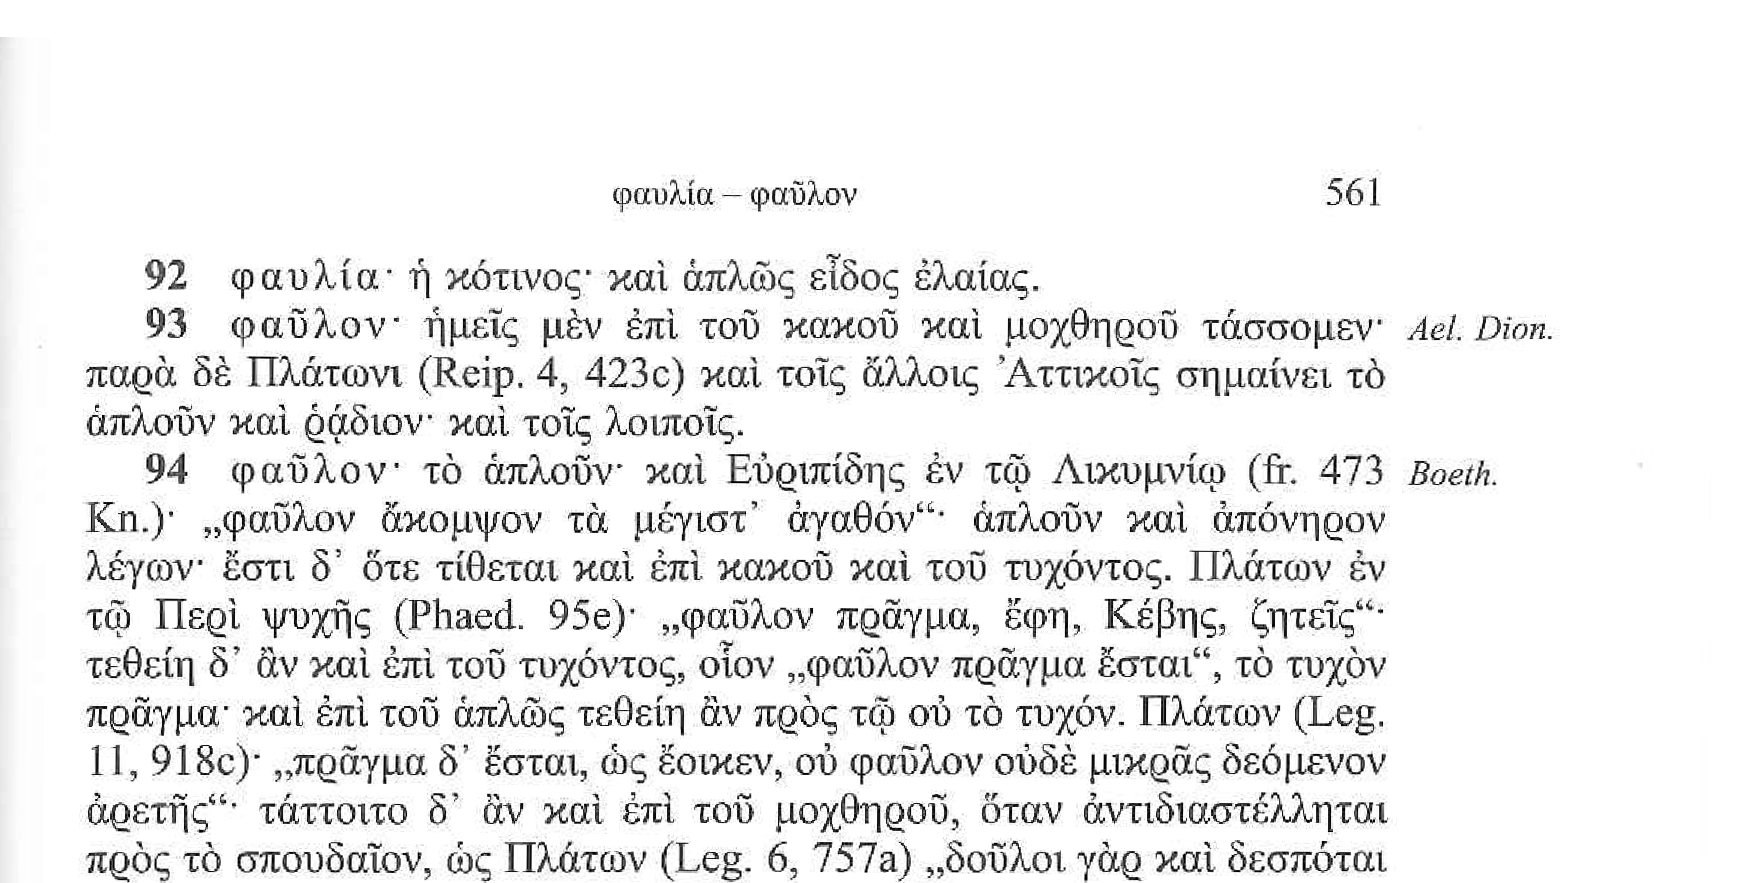 φαυλία – φαῦλον 561
92 φαυλία· ἡ κότινος· καὶ ἁπλῶς εἶδος ἐλαίας.
93 φαῦλον· ἡμεῖς μὲν ἐπὶ τοῦ κακοῦ καὶ μοχθηροῦ τάσσομεν· Ael. Dion.
παρὰ δὲ Πλάτωνι (Reip. 4, 423c) καὶ τοῖς ἄλλοις Ἀττικοῖς σημαίνει τὸ
ἁπλοῦν καὶ ῥᾴδιον· καὶ τοῖς λοιποῖς.
94 φαῦλον· τὸ ἁπλοῦν· καὶ Εὐριπίδης ἐν τῷ Λικυμνίῳ (fr. 473 Boeth.
Kn.)· „φαῦλον ἄκομψον τὰ μέγιστ’ ἀγαθόν“· ἁπλοῦν καὶ ἀπόνηρον
λέγων· ἔστι δ’ ὅτε τίθεται καὶ ἐπὶ κακοῦ καὶ τοῦ τυχόντος. Πλάτων ἐν
τῷ Περὶ ψυχῆς (Phaed. 95e)· „φαῦλον πρᾶγμα, ἔφη, Κέβης, ζητεῖς“·
τεθείη δ’ ἂν καὶ ἐπὶ τοῦ τυχόντος, οἷον „φαῦλον πρᾶγμα ἔσται“, τὸ τυχὸν
πρᾶγμα· καὶ ἐπὶ τοῦ ἁπλῶς τεθείη ἂν πρὸς τῷ οὐ τὸ τυχόν. Πλάτων (Leg.
11, 918c)· „πρᾶγμα δ’ ἔσται, ὡς ἔοικεν, οὐ φαῦλον οὐδὲ μικρᾶς δεόμενον
ἀρετῆς“· τάττοιτο δ’ ἂν καὶ ἐπὶ τοῦ μοχθηροῦ, ὅταν ἀντιδιαστέλληται
πρὸς τὸ σπουδαῖον, ὡς Πλάτων (Leg. 6, 757a) „δοῦλοι γὰρ καὶ δεσπόται